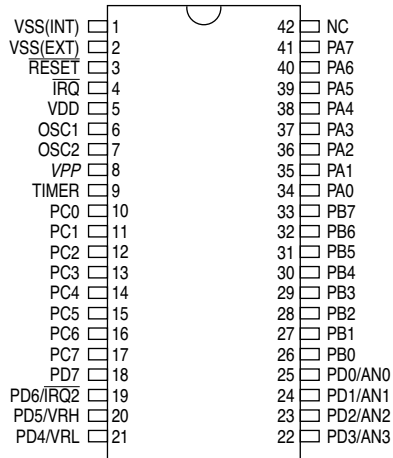 VSS(INT) 1 42 NC
VSS(EXT) 2 41 PA7
RESET 3 40 PA6
IRQ 4 39 PA5
VDD 5 38 PA4
OSC1 6 37 PA3
OSC2 7 36 PA2
VPP 8 35 PA1
TIMER 9 34 PA0
PC0 10 33 PB7
PC1 11 32 PB6
PC2 12 31 PB5
PC3 13 30 PB4
PC4 14 29 PB3
PC5 15 28 PB2
PC6 16 27 PB1
PC7 17 26 PB0
PD7 18 25 PD0/AN0
PD6/IRQ2 19 24 PD1/AN1
PD5/VRH 20 23 PD2/AN2
PD4/VRL 21 22 PD3/AN3